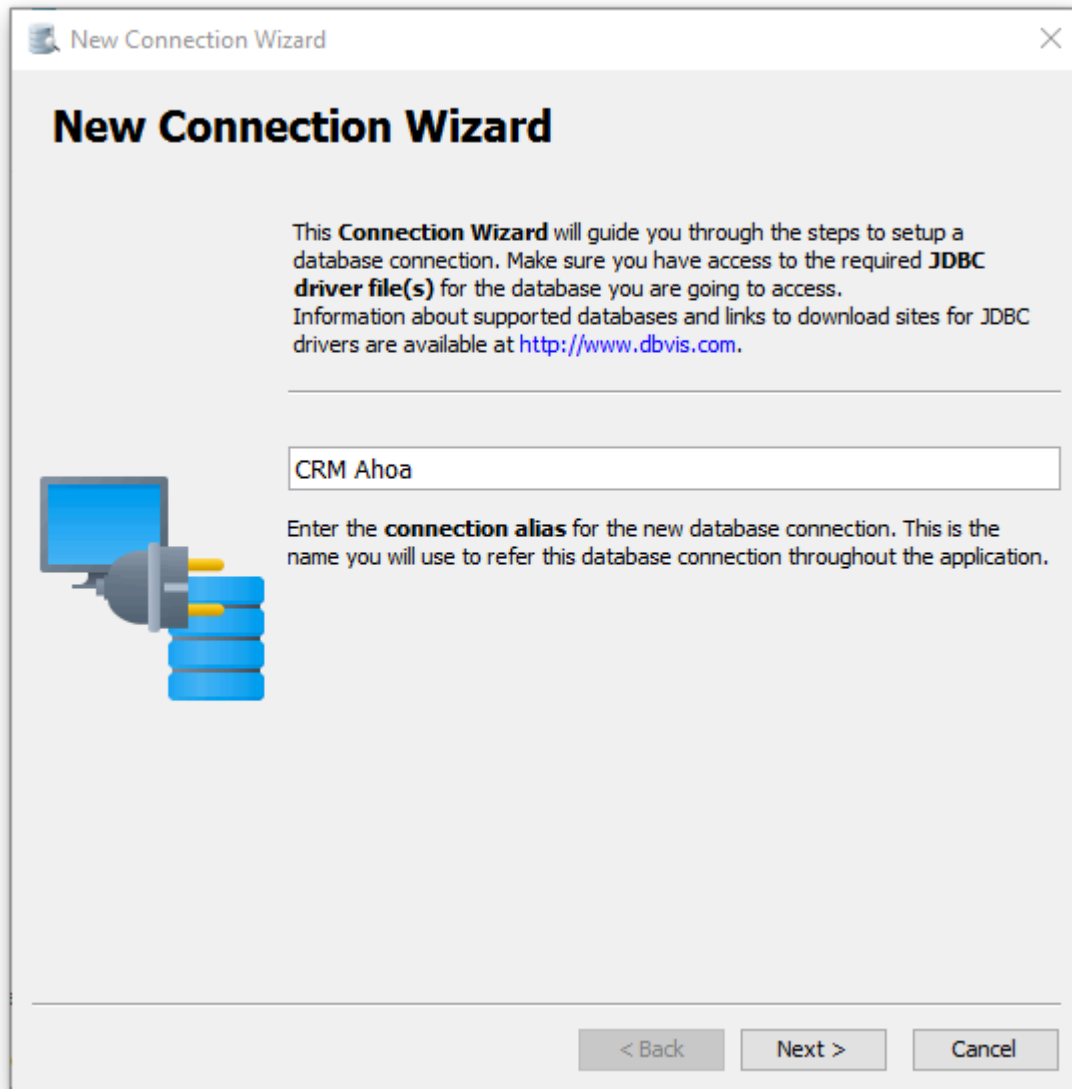 New Connection Wizard
New Connection Wizard
This Connection Wizard will guide you through the steps to setup a
database connection. Make sure you have access to the required JDBC
driver file(s) for the database you are going to access.
Information about supported databases and links to download sites for JDBC
drivers are available at http://www.dbvis.com.
CRM Ahoa
Enter the connection alias for the new database connection. This is the
name you will use to refer this database connection throughout the application.
< Back
Next >
Cancel